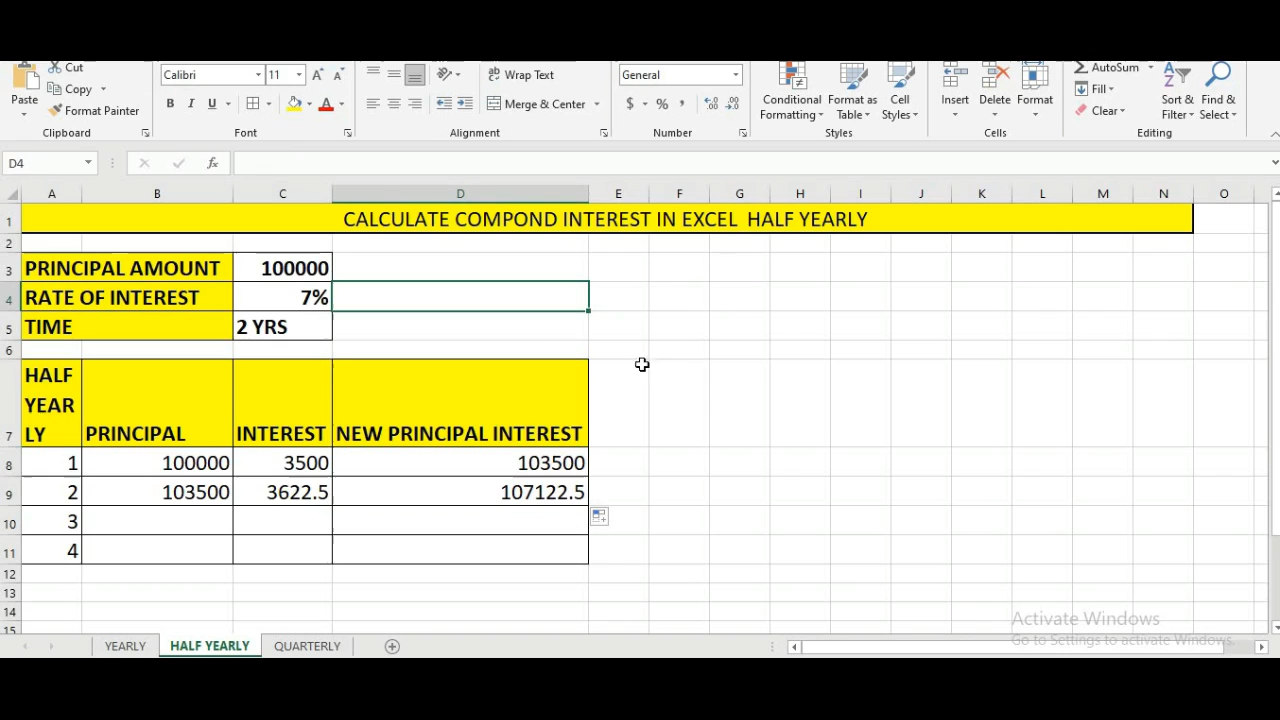 Cut
Copy
Format Painter
Paste
Clipboard
Calibri 11 A A
B I U A
Font
Wrap Text
Merge & Center
Alignment
General
$ % ,
Number
Conditional Formatting
Format as Table
Cell Styles
Styles
Insert Delete Format
Cells
AutoSum
Fill
Clear
Sort & Filter
Find & Select
Editing
D4 fx
A B C D E F G H I J K L M N O
1 CALCULATE COMPOND INTEREST IN EXCEL HALF YEARLY
2
3 PRINCIPAL AMOUNT 100000
4 RATE OF INTEREST 7%
5 TIME 2 YRS
6
HALF
YEAR
7 LY PRINCIPAL INTEREST NEW PRINCIPAL INTEREST
8 1 100000 3500 103500
9 2 103500 3622.5 107122.5
10 3
11 4
12
13
14
15
Activate Windows
Go to Settings to activate Windows.
YEARLY HALF YEARLY QUARTERLY